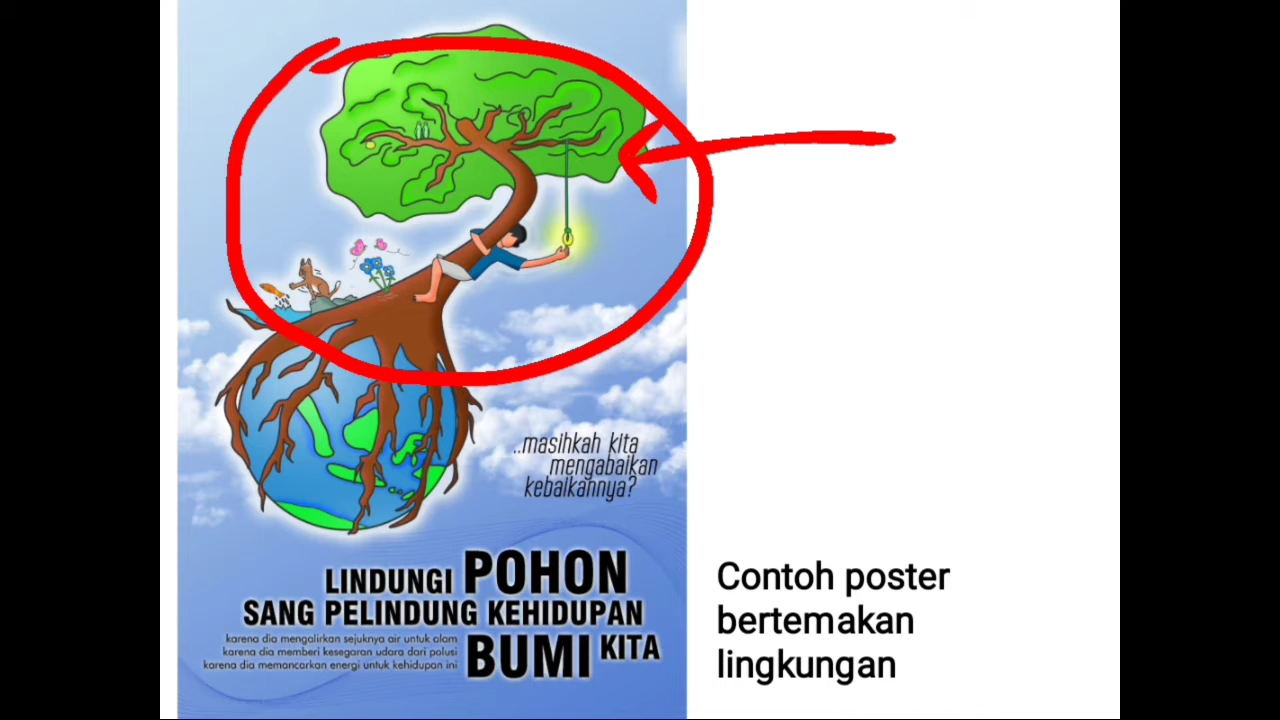 ..masihkah kita
mengabaikan
kebaikannya?
LINDUNGI POHON
SANG PELINDUNG KEHIDUPAN
BUMI KITA
karena dia mengalirkan sejuknya air untuk alam
karena dia memberi kesegaran udara dari polusi
karena dia memancarkan energi untuk kehidupan ini
Contoh poster
bertemakan
lingkungan